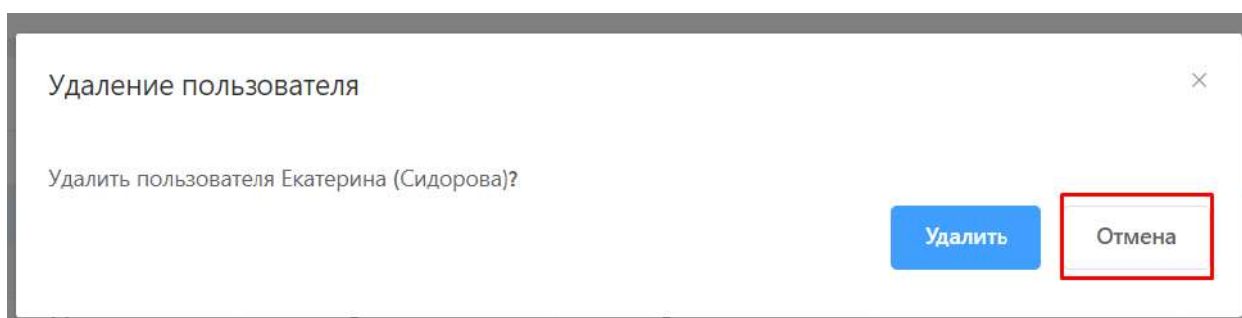 Удаление пользователя
Удалить пользователя Екатерина (Сидорова)?
Удалить
Отмена